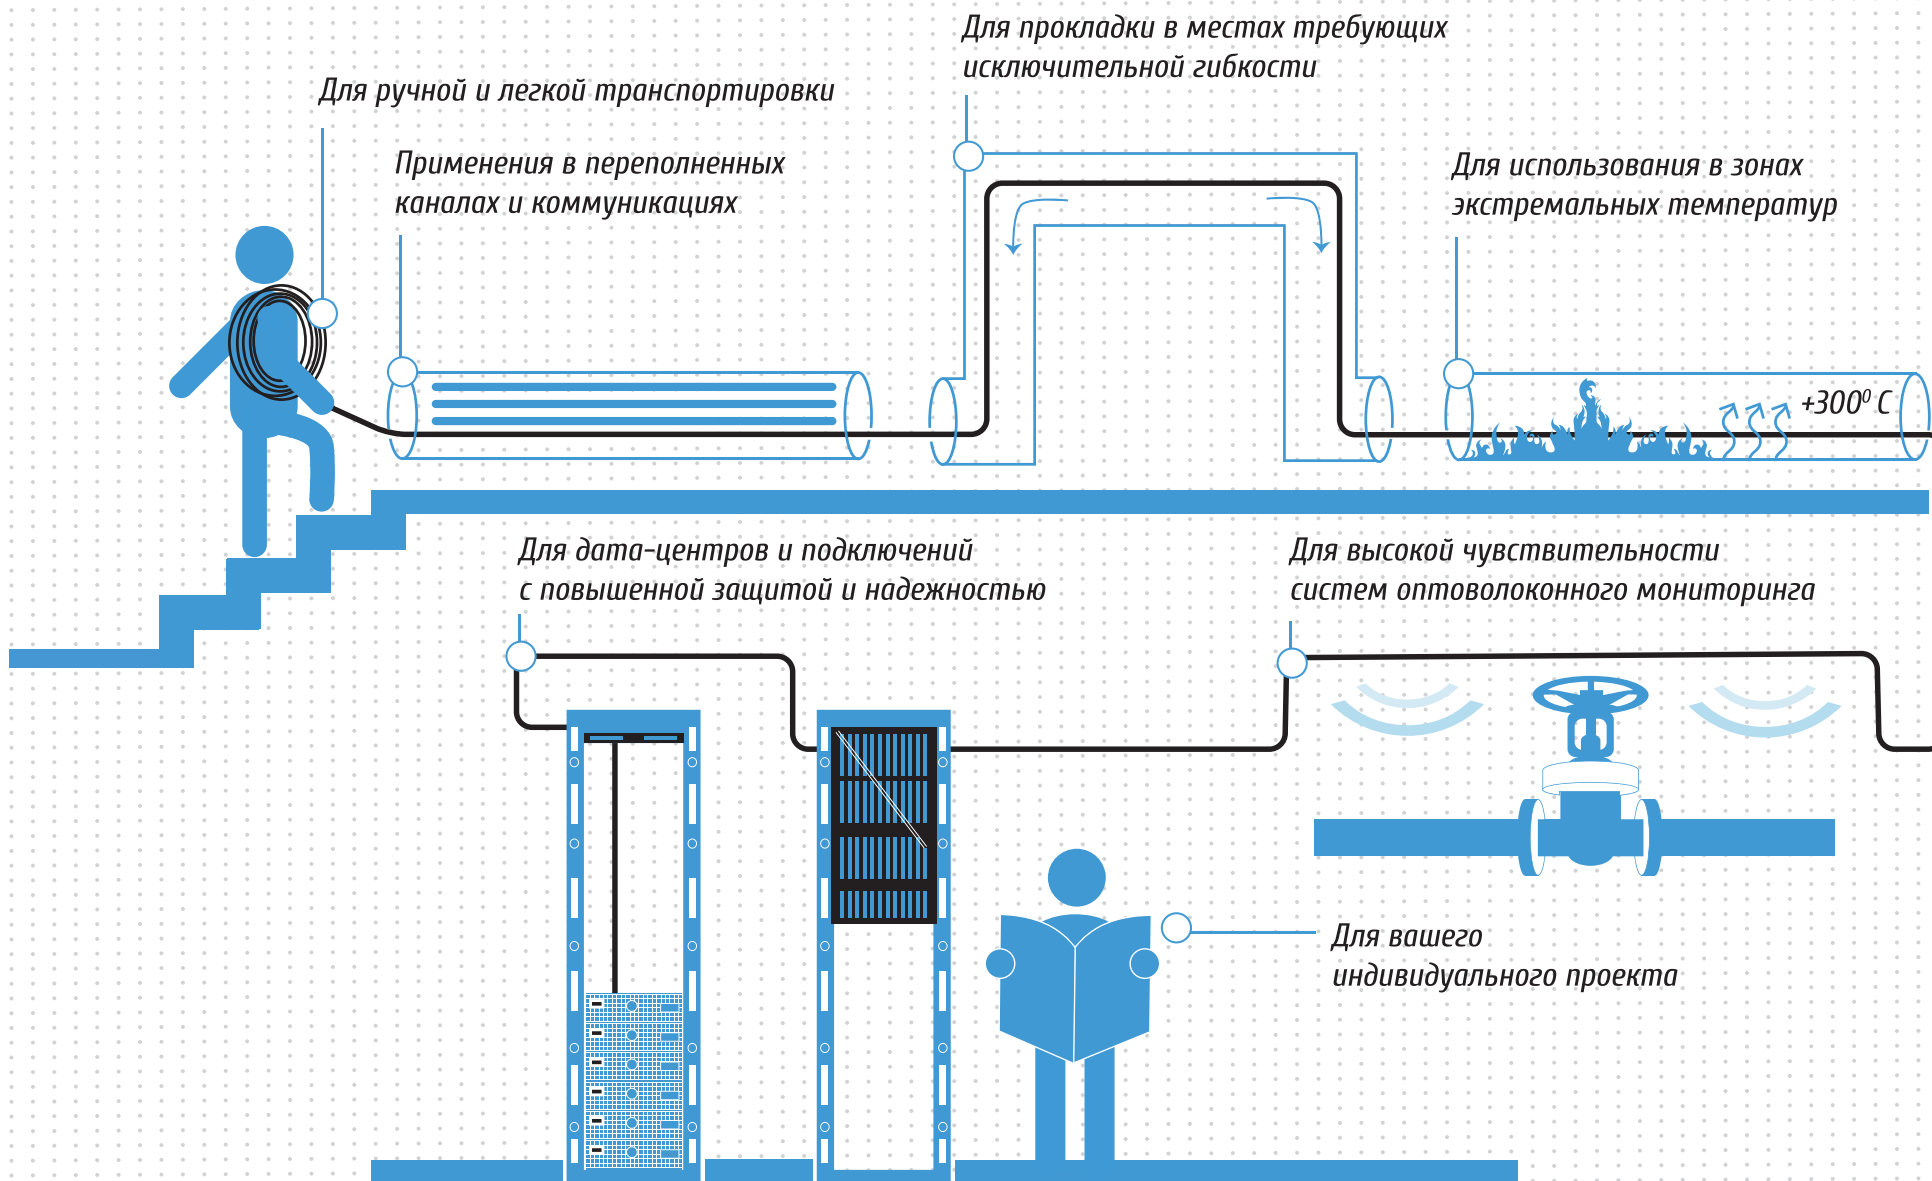 Для прокладки в местах требующих
исключительной гибкости
Для ручной и легкой транспортировки
Применения в переполненных
каналах и коммуникациях
Для использования в зонах
экстремальных температур
+300⁰ C
Для дата-центров и подключений
с повышенной защитой и надежностью
Для высокой чувствительности
систем оптоволоконного мониторинга
Для вашего
индивидуального проекта